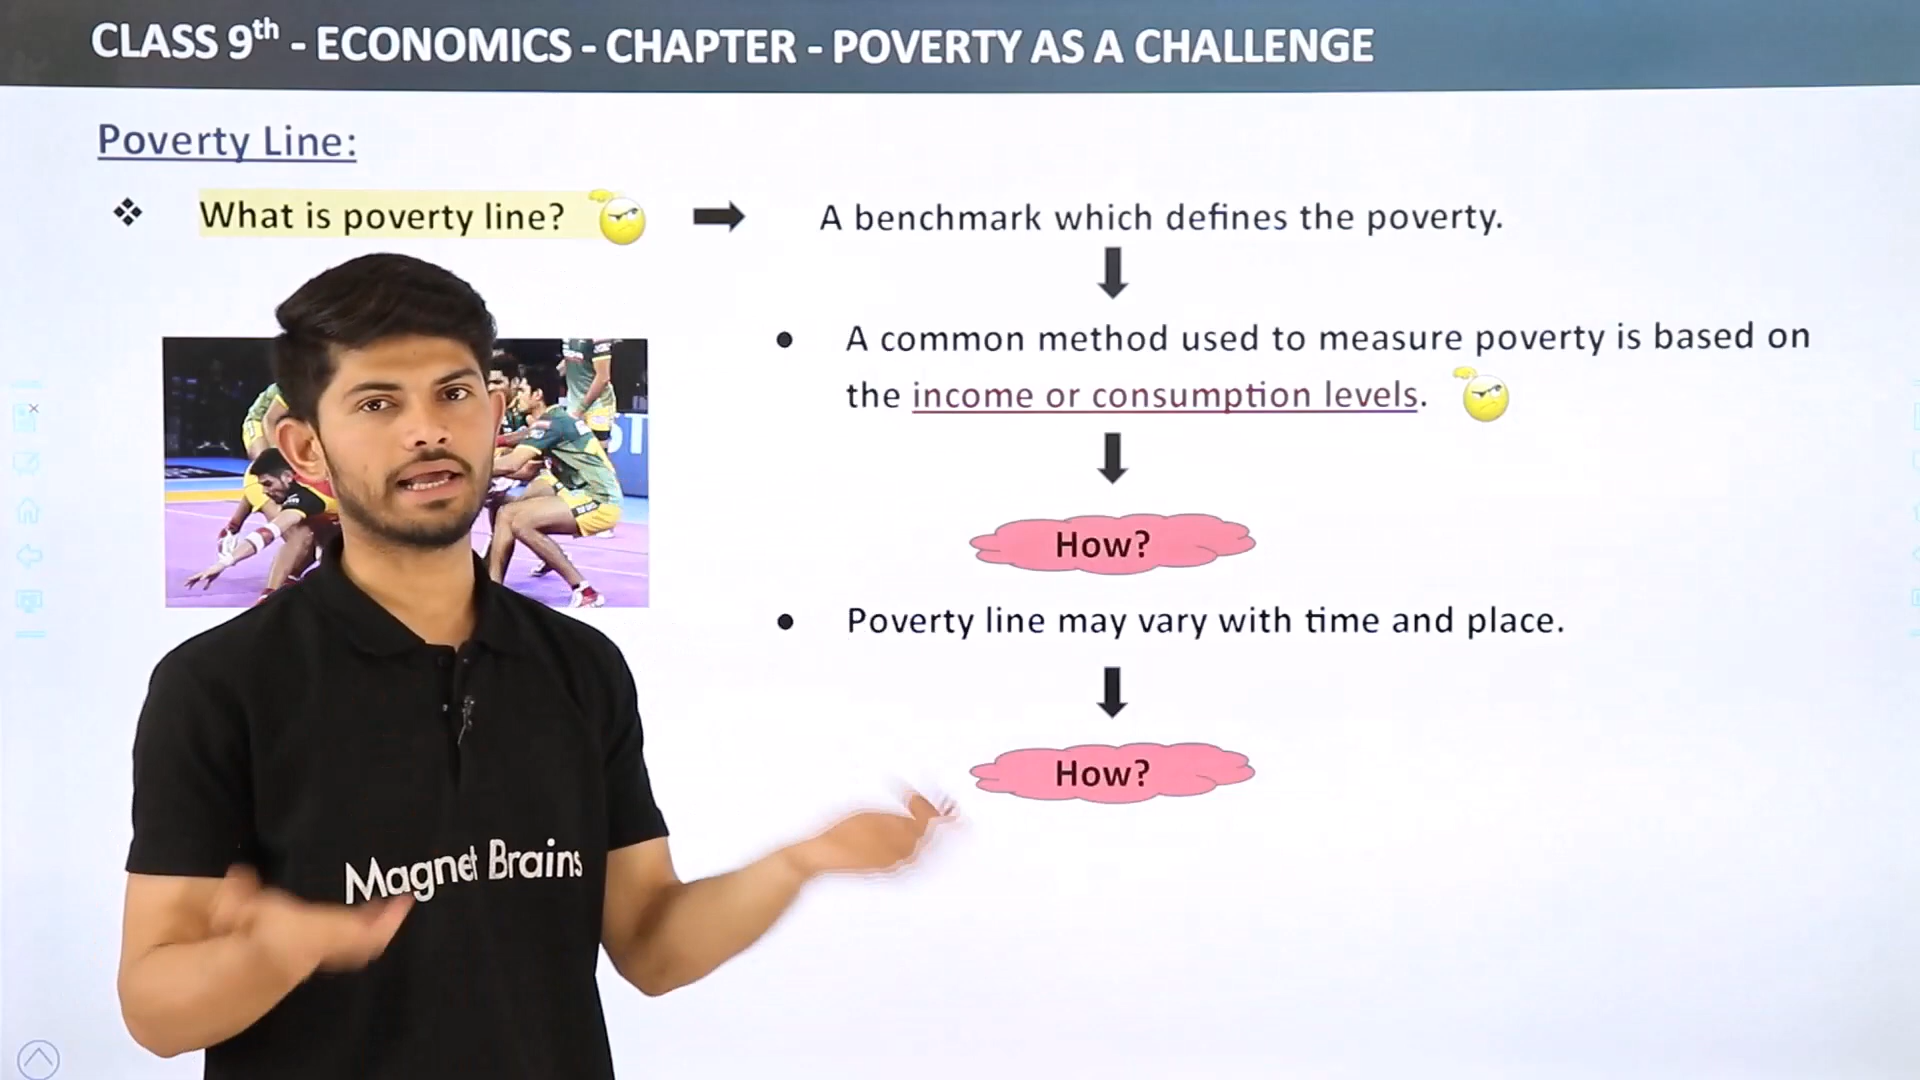 CLASS 9th - ECONOMICS - CHAPTER - POVERTY AS A CHALLENGE
Poverty Line:
❖ What is poverty line?
A benchmark which defines the poverty.
• A common method used to measure poverty is based on
the income or consumption levels.
How?
• Poverty line may vary with time and place.
How?
Magnet Brains